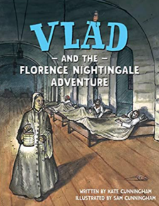 VLAD
— AND THE —
FLORENCE NIGHTINGALE
ADVENTURE
WRITTEN BY KATE CUNNINGHAM
ILLUSTRATED BY SAM CUNNINGHAM